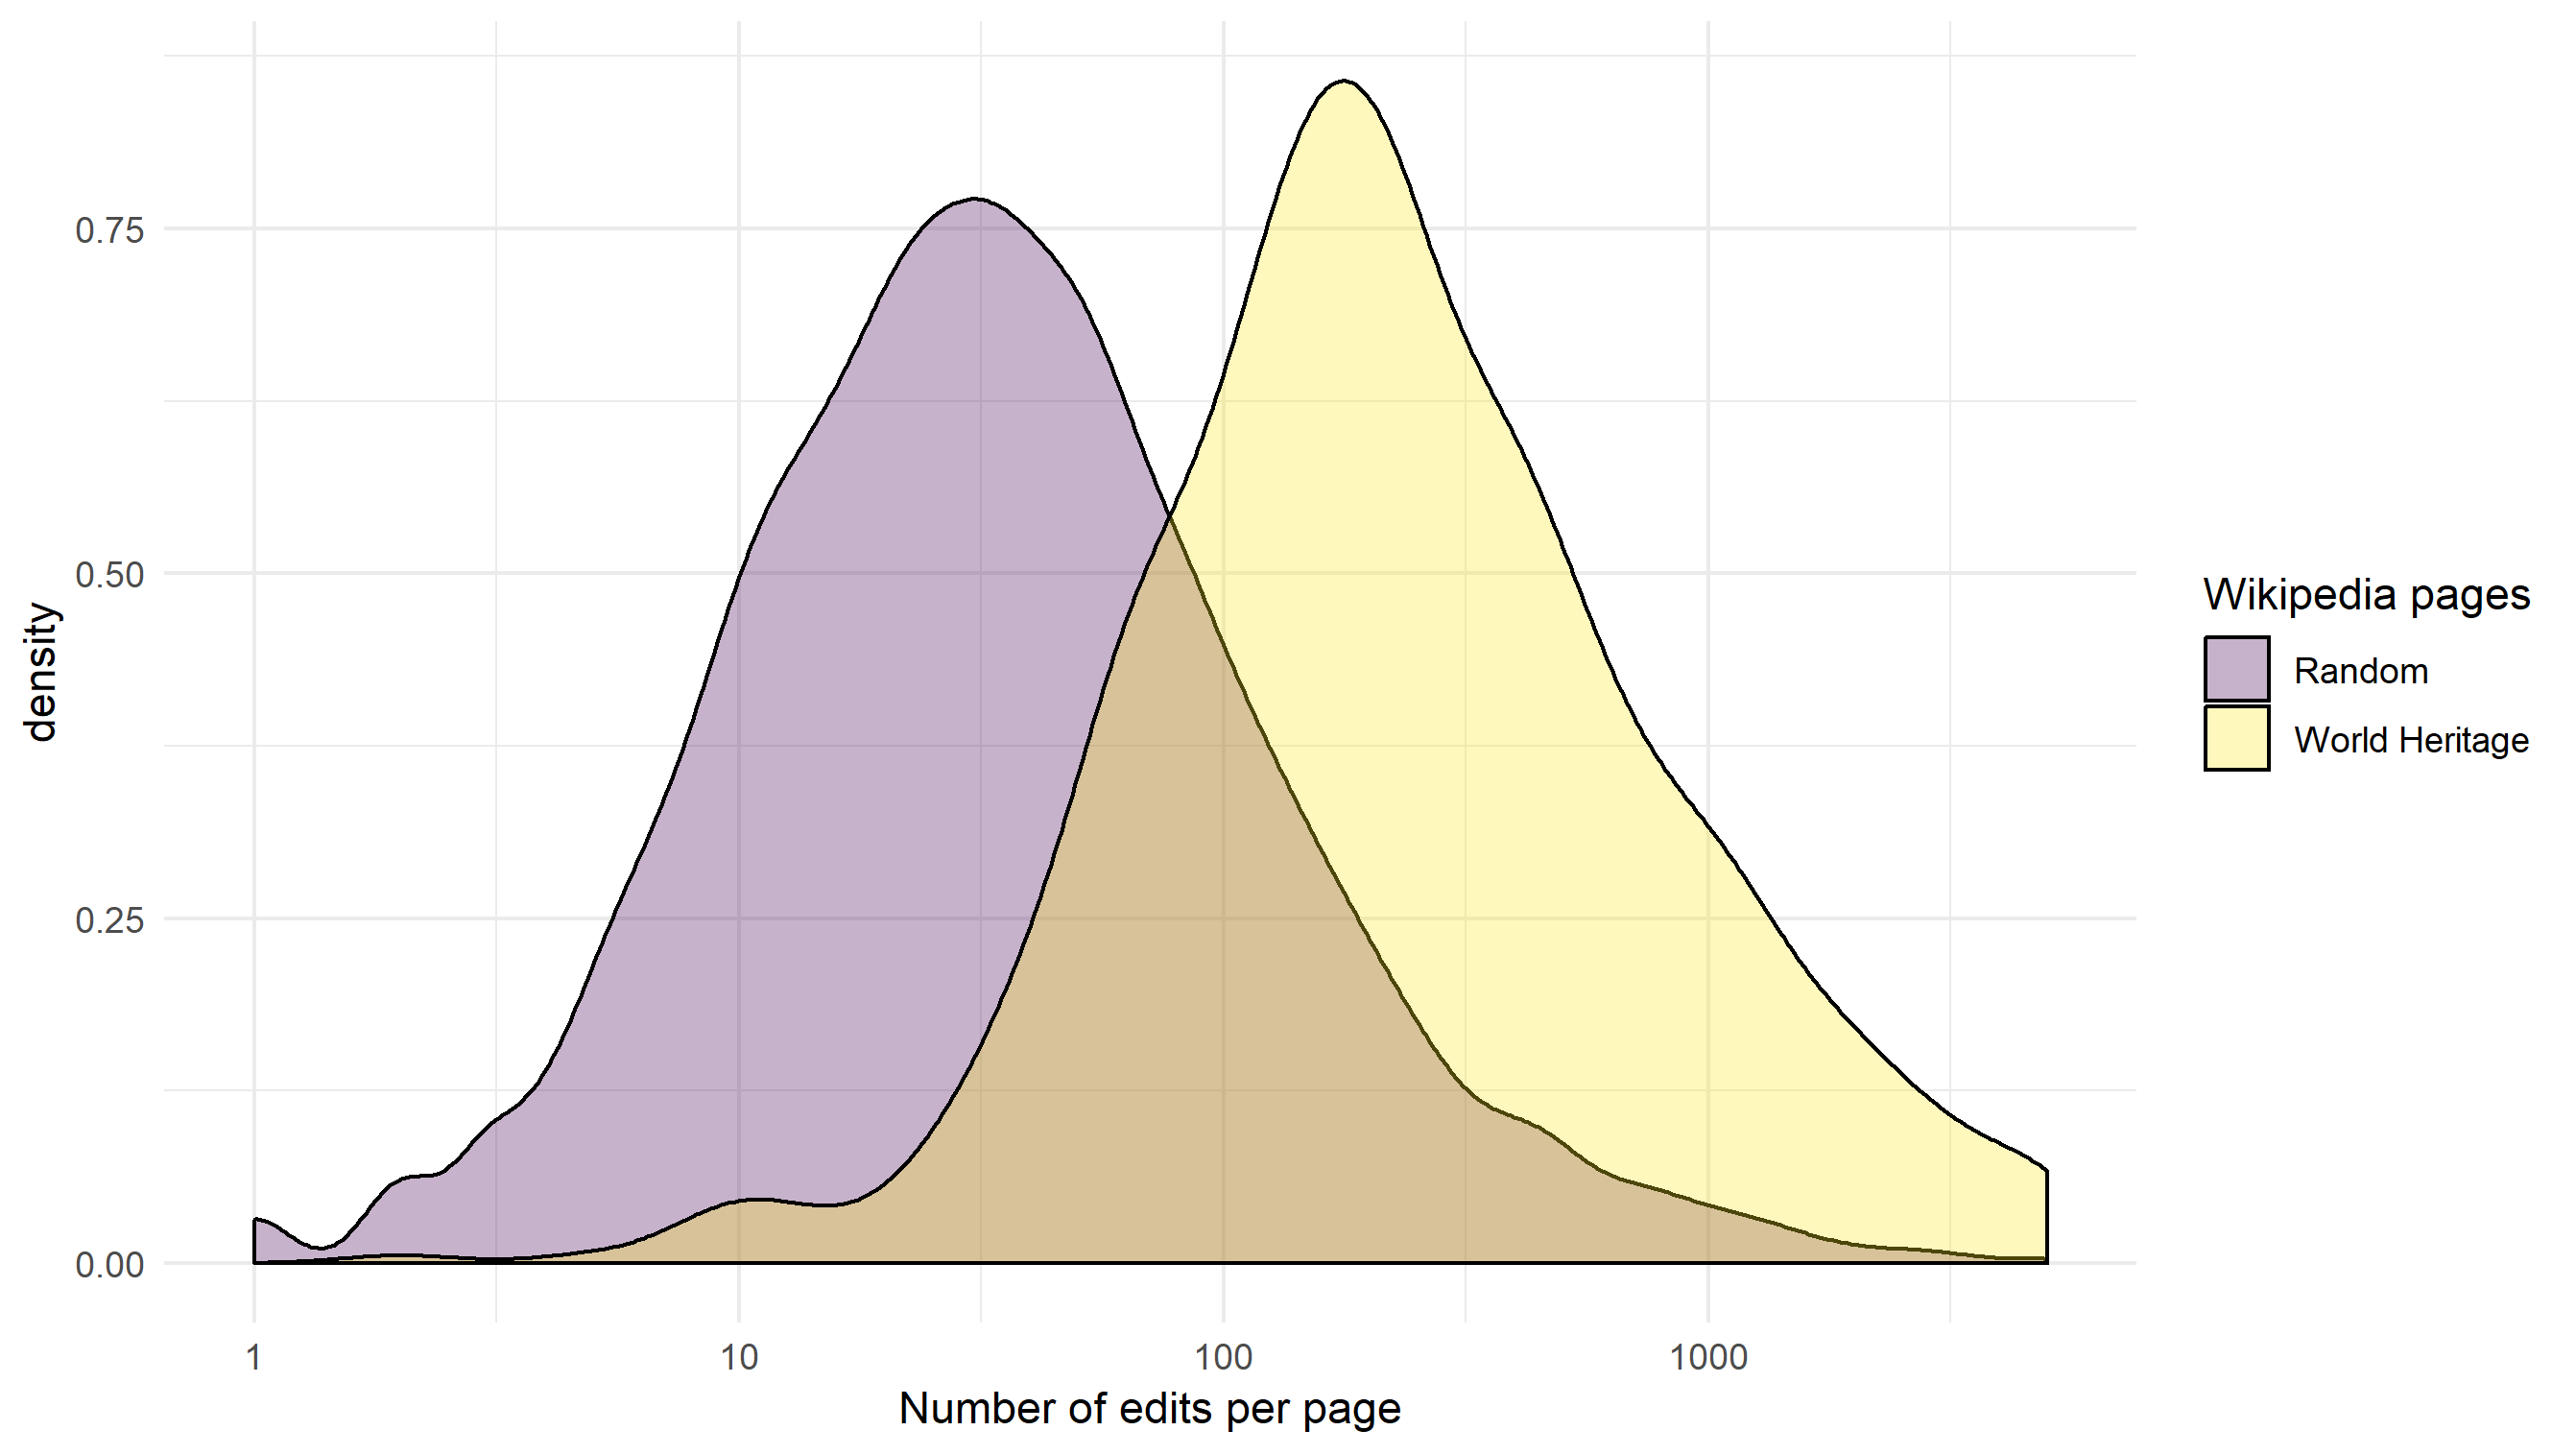 0.75
0.50
0.25
0.00
density
1 10 100 1000
Number of edits per page
Wikipedia pages
Random
World Heritage